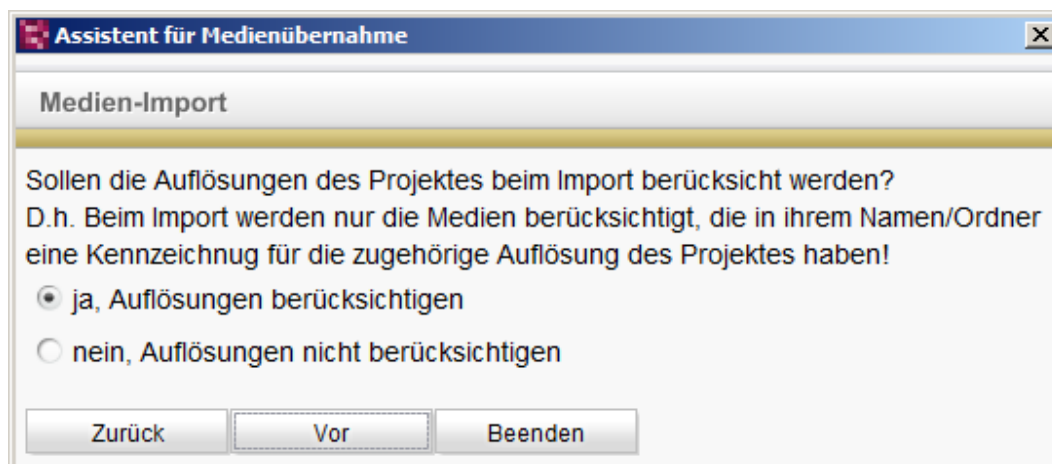 Assistent für Medienübernahme
Medien-Import
Sollen die Auflösungen des Projektes beim Import berücksicht werden?
D.h. Beim Import werden nur die Medien berücksichtigt, die in ihrem Namen/Ordner
eine Kennzeichnug für die zugehörige Auflösung des Projektes haben!
ja, Auflösungen berücksichtigen
nein, Auflösungen nicht berücksichtigen
Zurück Vor Beenden